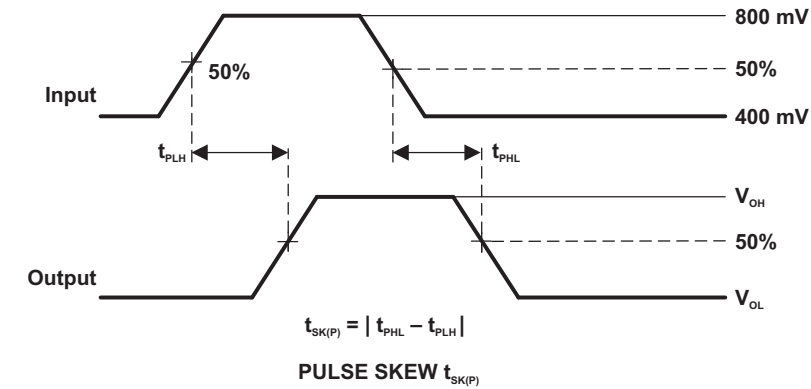 800 mV
50%
50%
Input
400 mV
tPLH
tPHL
VOH
50%
Output
VOL
tSK(P) = | tPHL – tPLH |
PULSE SKEW tSK(P)